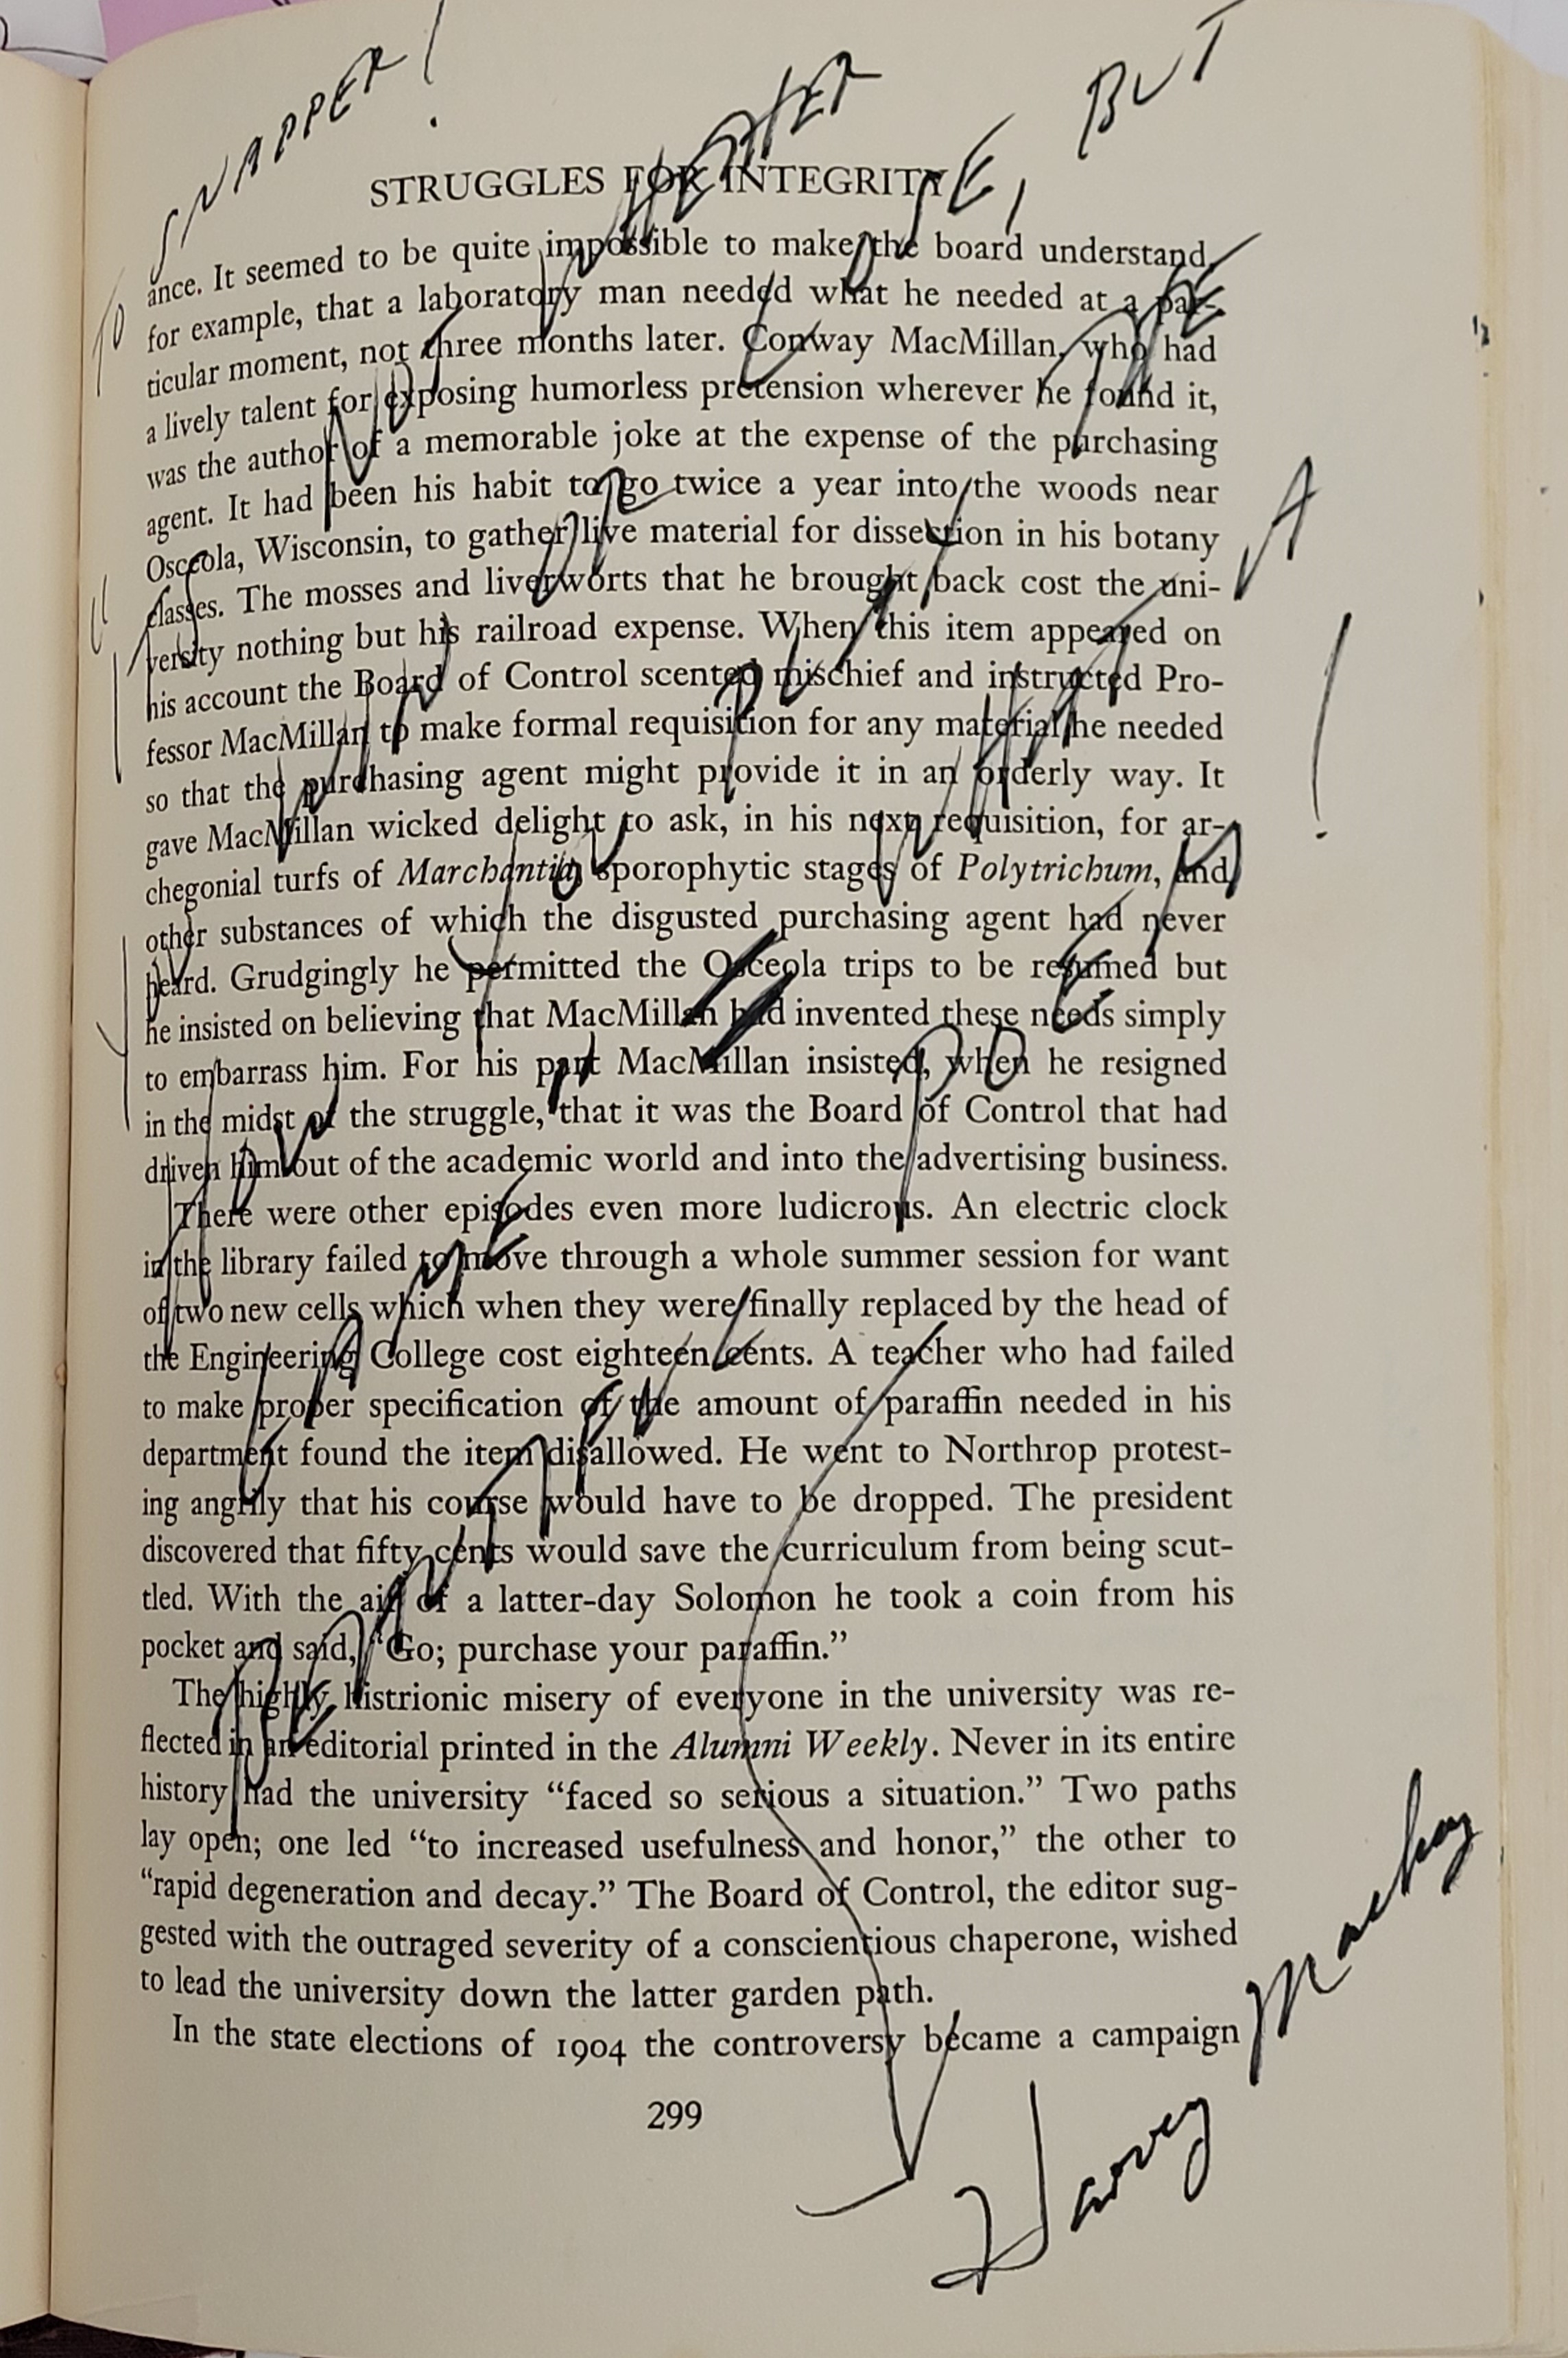 SNAPPER!
STRUGGLES FOR INTEGRITY
ance. It seemed to be quite impossible to make the board understand,
for example, that a laboratory man needed what he needed at a par-
ticular moment, not three months later. Conway MacMillan, who had
a lively talent for exposing humorless pretension wherever he found it,
was the author of a memorable joke at the expense of the purchasing
agent. It had been his habit to go twice a year into the woods near
Osceola, Wisconsin, to gather live material for dissection in his botany
classes. The mosses and liverworts that he brought back cost the uni-
versity nothing but his railroad expense. When this item appeared on
his account the Board of Control scented mischief and instructed Pro-
fessor MacMillan to make formal requisition for any material he needed
so that the purchasing agent might provide it in an orderly way. It
gave MacMillan wicked delight to ask, in his next requisition, for ar-
chegonial turfs of Marchantia, sporophytic stages of Polytrichum, and
other substances of which the disgusted purchasing agent had never
heard. Grudgingly he permitted the Osceola trips to be resumed but
he insisted on believing that MacMillan had invented these needs simply
to embarrass him. For his part MacMillan insisted, when he resigned
in the midst of the struggle, that it was the Board of Control that had
driven him out of the academic world and into the advertising business.
There were other episodes even more ludicrous. An electric clock
in the library failed to move through a whole summer session for want
of two new cells which when they were finally replaced by the head of
the Engineering College cost eighteen cents. A teacher who had failed
to make proper specification of the amount of paraffin needed in his
department found the item disallowed. He went to Northrop protest-
ing angrily that his course would have to be dropped. The president
discovered that fifty cents would save the curriculum from being scut-
tled. With the air of a latter-day Solomon he took a coin from his
pocket and said, "Go; purchase your paraffin."
The highly histrionic misery of everyone in the university was re-
flected in an editorial printed in the Alumni Weekly. Never in its entire
history had the university "faced so serious a situation." Two paths
lay open; one led "to increased usefulness and honor," the other to
"rapid degeneration and decay." The Board of Control, the editor sug-
gested with the outraged severity of a conscientious chaperone, wished
to lead the university down the latter garden path.
In the state elections of 1904 the controversy became a campaign
299
TO
IT'S NOT WHETHER
YOU WIN OR LOSE, BUT
HOW YOU PLAY THE
GAME // WHAT A
PERTINENT POEM!
Harvey Mackay